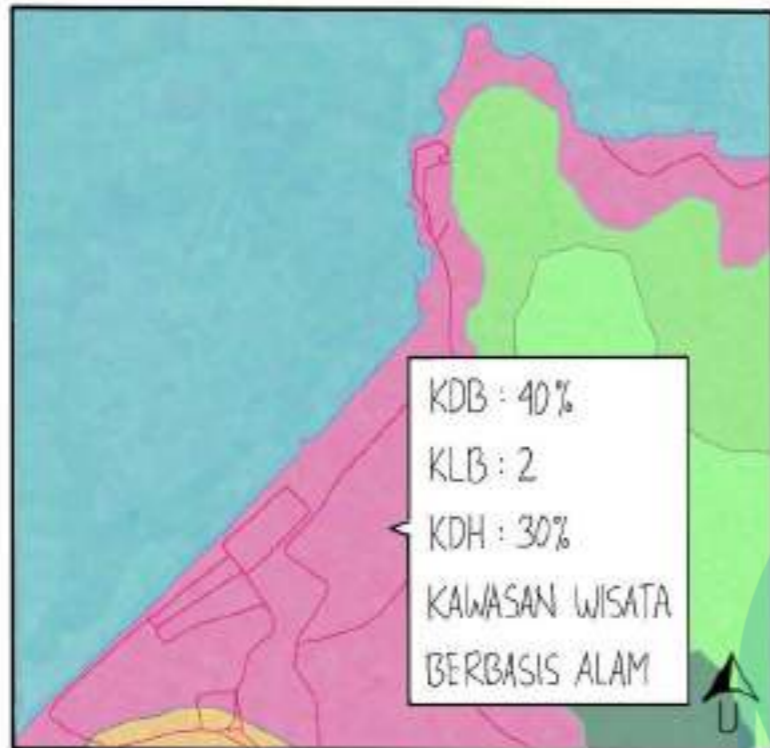 KDB : 40%
KLB : 2
KDH : 30%
KAWASAN WISATA
BERBASIS ALAM
U